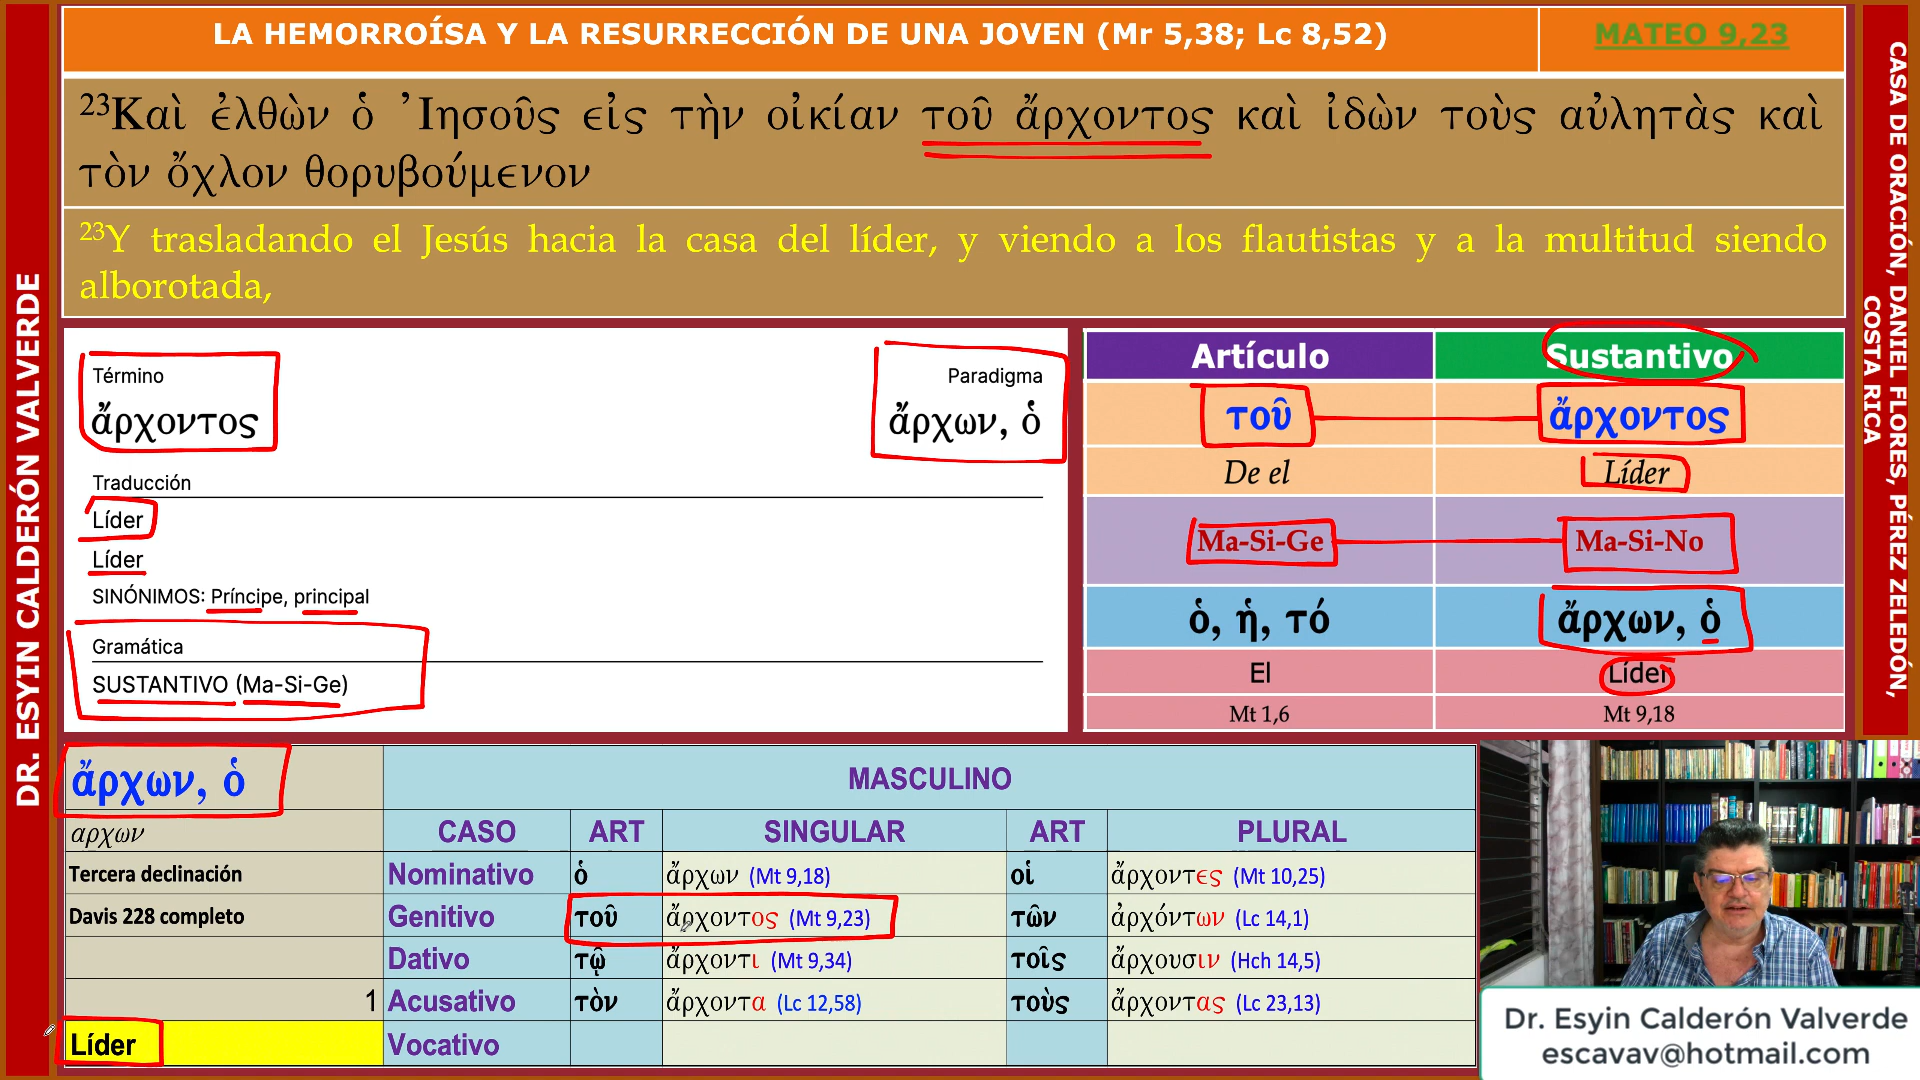 LA HEMORROÍSA Y LA RESURRECCIÓN DE UNA JOVEN (Mr 5,38; Lc 8,52)
MATEO 9,23
²³Καὶ ἐλθὼν ὁ Ἰησοῦς εἰς τὴν οἰκίαν τοῦ ἄρχοντος καὶ ἰδὼν τοὺς αὐλητὰς καὶ
τὸν ὄχλον θορυβούμενον
²³Y trasladando el Jesús hacia la casa del líder, y viendo a los flautistas y a la multitud siendo
alborotada,
DR. ESYIN CALDERÓN VALVERDE
CASA DE ORACIÓN, DANIEL FLORES, PÉREZ ZELEDÓN,
COSTA RICA
Término
ἄρχοντος
Paradigma
ἄρχων, ὁ
Traducción
Líder
Líder
SINÓNIMOS: Príncipe, principal
Gramática
SUSTANTIVO (Ma-Si-Ge)
Artículo Sustantivo
τοῦ ἄρχοντος
De el Líder
Ma-Si-Ge Ma-Si-No
ὁ, ἡ, τό ἄρχων, ὁ
El Líder
Mt 1,6 Mt 9,18
ἄρχων, ὁ MASCULINO
αρχων CASO ART SINGULAR ART PLURAL
Tercera declinación Nominativo ὁ ἄρχων (Mt 9,18) οἱ ἄρχοντες (Mt 10,25)
Davis 228 completo Genitivo τοῦ ἄρχοντος (Mt 9,23) τῶν ἀρχόντων (Lc 14,1)
Dativo τῷ ἄρχοντι (Mt 9,34) τοῖς ἄρχουσιν (Hch 14,5)
1 Acusativo τὸν ἄρχοντα (Lc 12,58) τοὺς ἄρχοντας (Lc 23,13)
Líder Vocativo
Dr. Esyin Calderón Valverde
escavav@hotmail.com